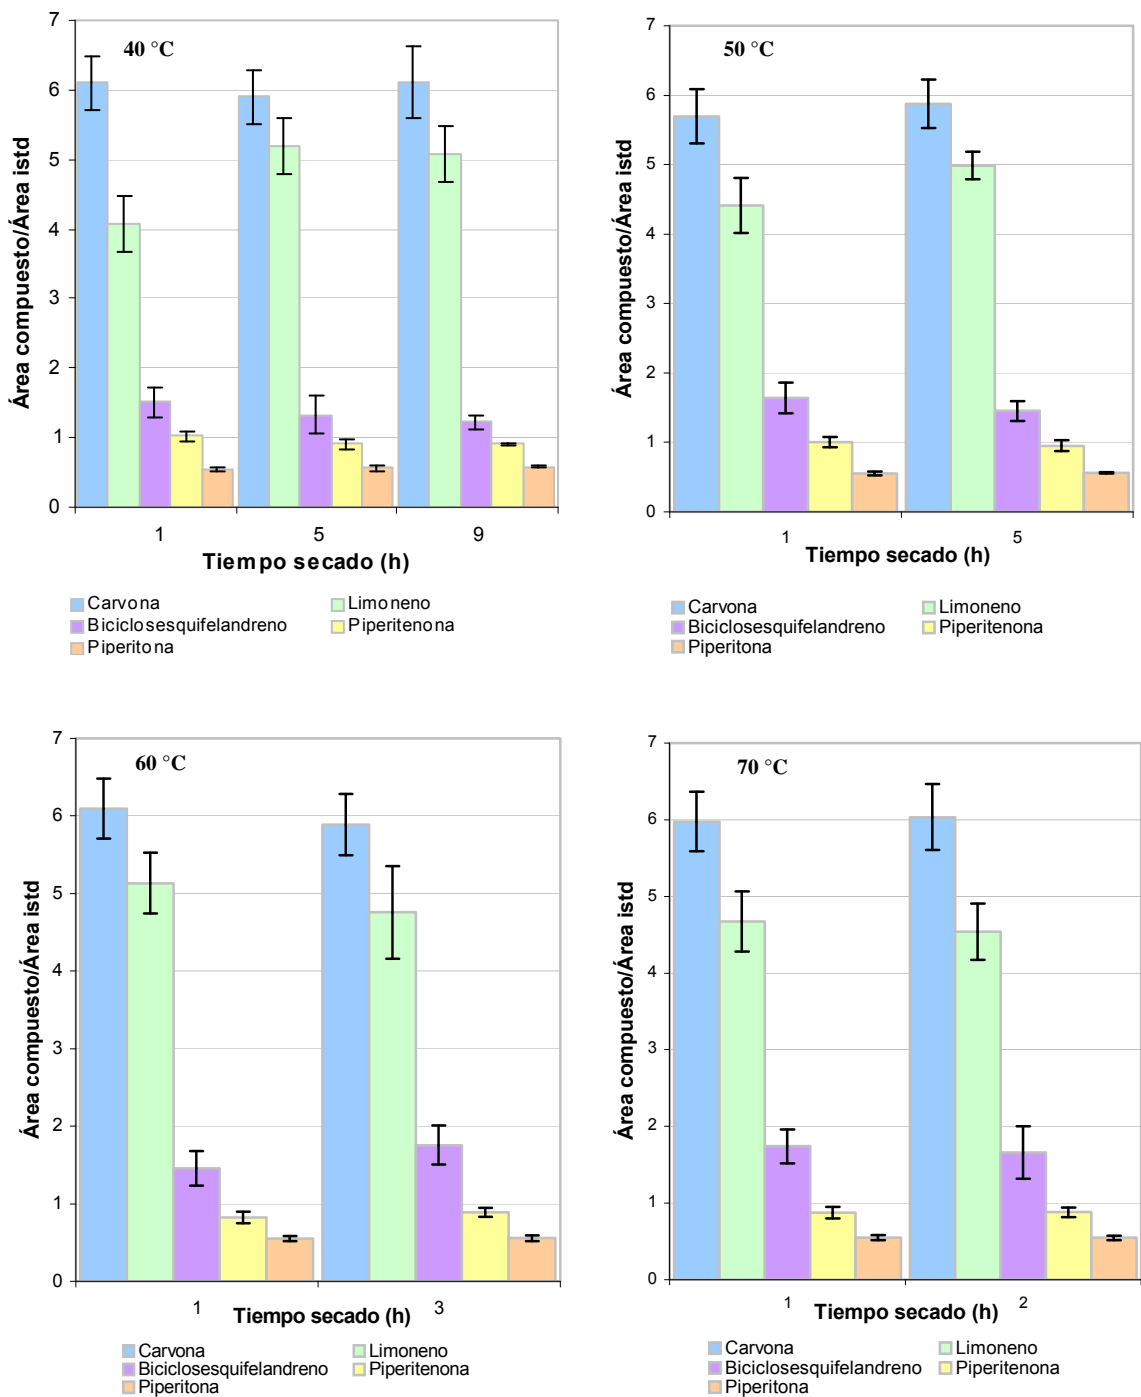 40 °C
Área compuesto/Área istd
7
6
5
4
3
2
1
0
1 5 9
Tiempo secado (h)
Carvona Limoneno
Biciclosesquifelandreno Piperitenona
Piperitona
50 °C
Área compuesto/Área istd
7
6
5
4
3
2
1
0
1 5
Tiempo secado (h)
Carvona Limoneno
Biciclosesquifelandreno Piperitenona
Piperitona
60 °C
Área compuesto/Área istd
7
6
5
4
3
2
1
0
1 3
Tiempo secado (h)
Carvona Limoneno
Biciclosesquifelandreno Piperitenona
Piperitona
70 °C
Área compuesto/Área istd
7
6
5
4
3
2
1
0
1 2
Tiempo secado (h)
Carvona Limoneno
Biciclosesquifelandreno Piperitenona
Piperitona